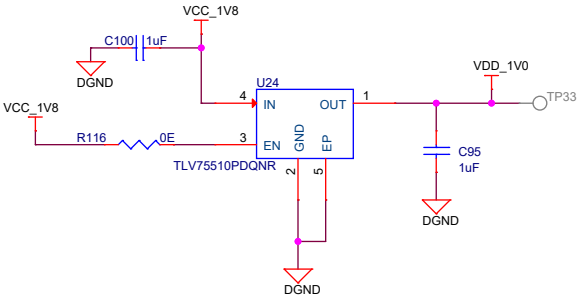 VCC_1V8
C100 1uF
DGND
VCC_1V8
R116 0E
U24
4 IN
OUT 1
3 EN
GND
EP
TLV75510PDQNR
2
5
VDD_1V0
TP33
C95
1uF
DGND
DGND